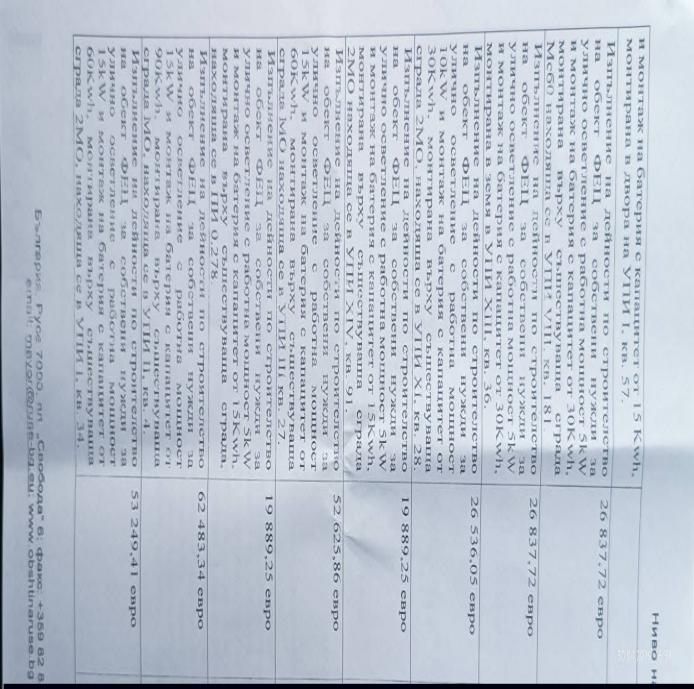 Ниво на
и монтаж на батерия с капацитет от 15 Kwh,
монтирана в двора на УПИ I, кв. 57.
Изпълнение на дейности по строителство
на обект ФЕЦ за собствени нужди за
улично осветление с работна мощност 5kW
и монтаж на батерия с капацитет от 30Kwh,
монтирана върху съществуваща сграда
находяща се в УПИ VI, кв. 18
26 837,72 евро
Изпълнение на дейности по строителство
на обект ФЕЦ за собствени нужди за
улично осветление с работна мощност 5kW
и монтаж на батерия с капацитет от 30Kwh,
монтирана в земя в УПИ XIII, кв. 36.
26 837,72 евро
Изпълнение на дейности по строителство
на обект ФЕЦ за собствени нужди за
улично осветление с работна мощност
10kW и монтаж на батерия с капацитет от
30Kwh, монтирана върху съществуваща
сграда 2МО, находяща се в УПИ XI, кв. 28.
26 536,05 евро
Изпълнение на дейности по строителство
на обект ФЕЦ за собствени нужди за
улично осветление с работна мощност 5kW
и монтаж на батерия с капацитет от 15Kwh,
монтирана върху съществуваща сграда
2МО, находяща се в УПИ XIV, кв. 91.
19 889,25 евро
Изпълнение на дейности по строителство
на обект ФЕЦ за собствени нужди за
улично осветление с работна мощност
15kW и монтаж на батерия с капацитет от
60Kwh, монтирана върху съществуваща
сграда МО, находяща се в УПИ I, кв.
52 625,86 евро
Изпълнение на дейности по строителство
на обект ФЕЦ за собствени нужди за
улично осветление с работна мощност 5kW
и монтаж на батерия с капацитет от 15Kwh,
монтирана върху съществуваща сграда,
находяща се в УПИ 0.278.
19 889,25 евро
Изпълнение на дейности по строителство
на обект ФЕЦ за собствени нужди за
улично осветление с работна мощност
15kW и монтаж на батерия с капацитет от
90Kwh, монтирана върху съществуваща
сграда МО, находяща се в УПИ II, кв. 4.
62 483,34 евро
Изпълнение на дейности по строителство
на обект ФЕЦ за собствени нужди за
улично осветление с работна мощност
15kW и монтаж на батерия с капацитет от
60Kwh, монтирана върху съществуваща
сграда 2МО, находяща се в УПИ I, кв. 34.
53 249,41 евро
България, Русе 7000, пл. „Свобода" 6; факс: +359 82 8
email: mayor@ruse-bg.eu; www.obshtinaruse.bg